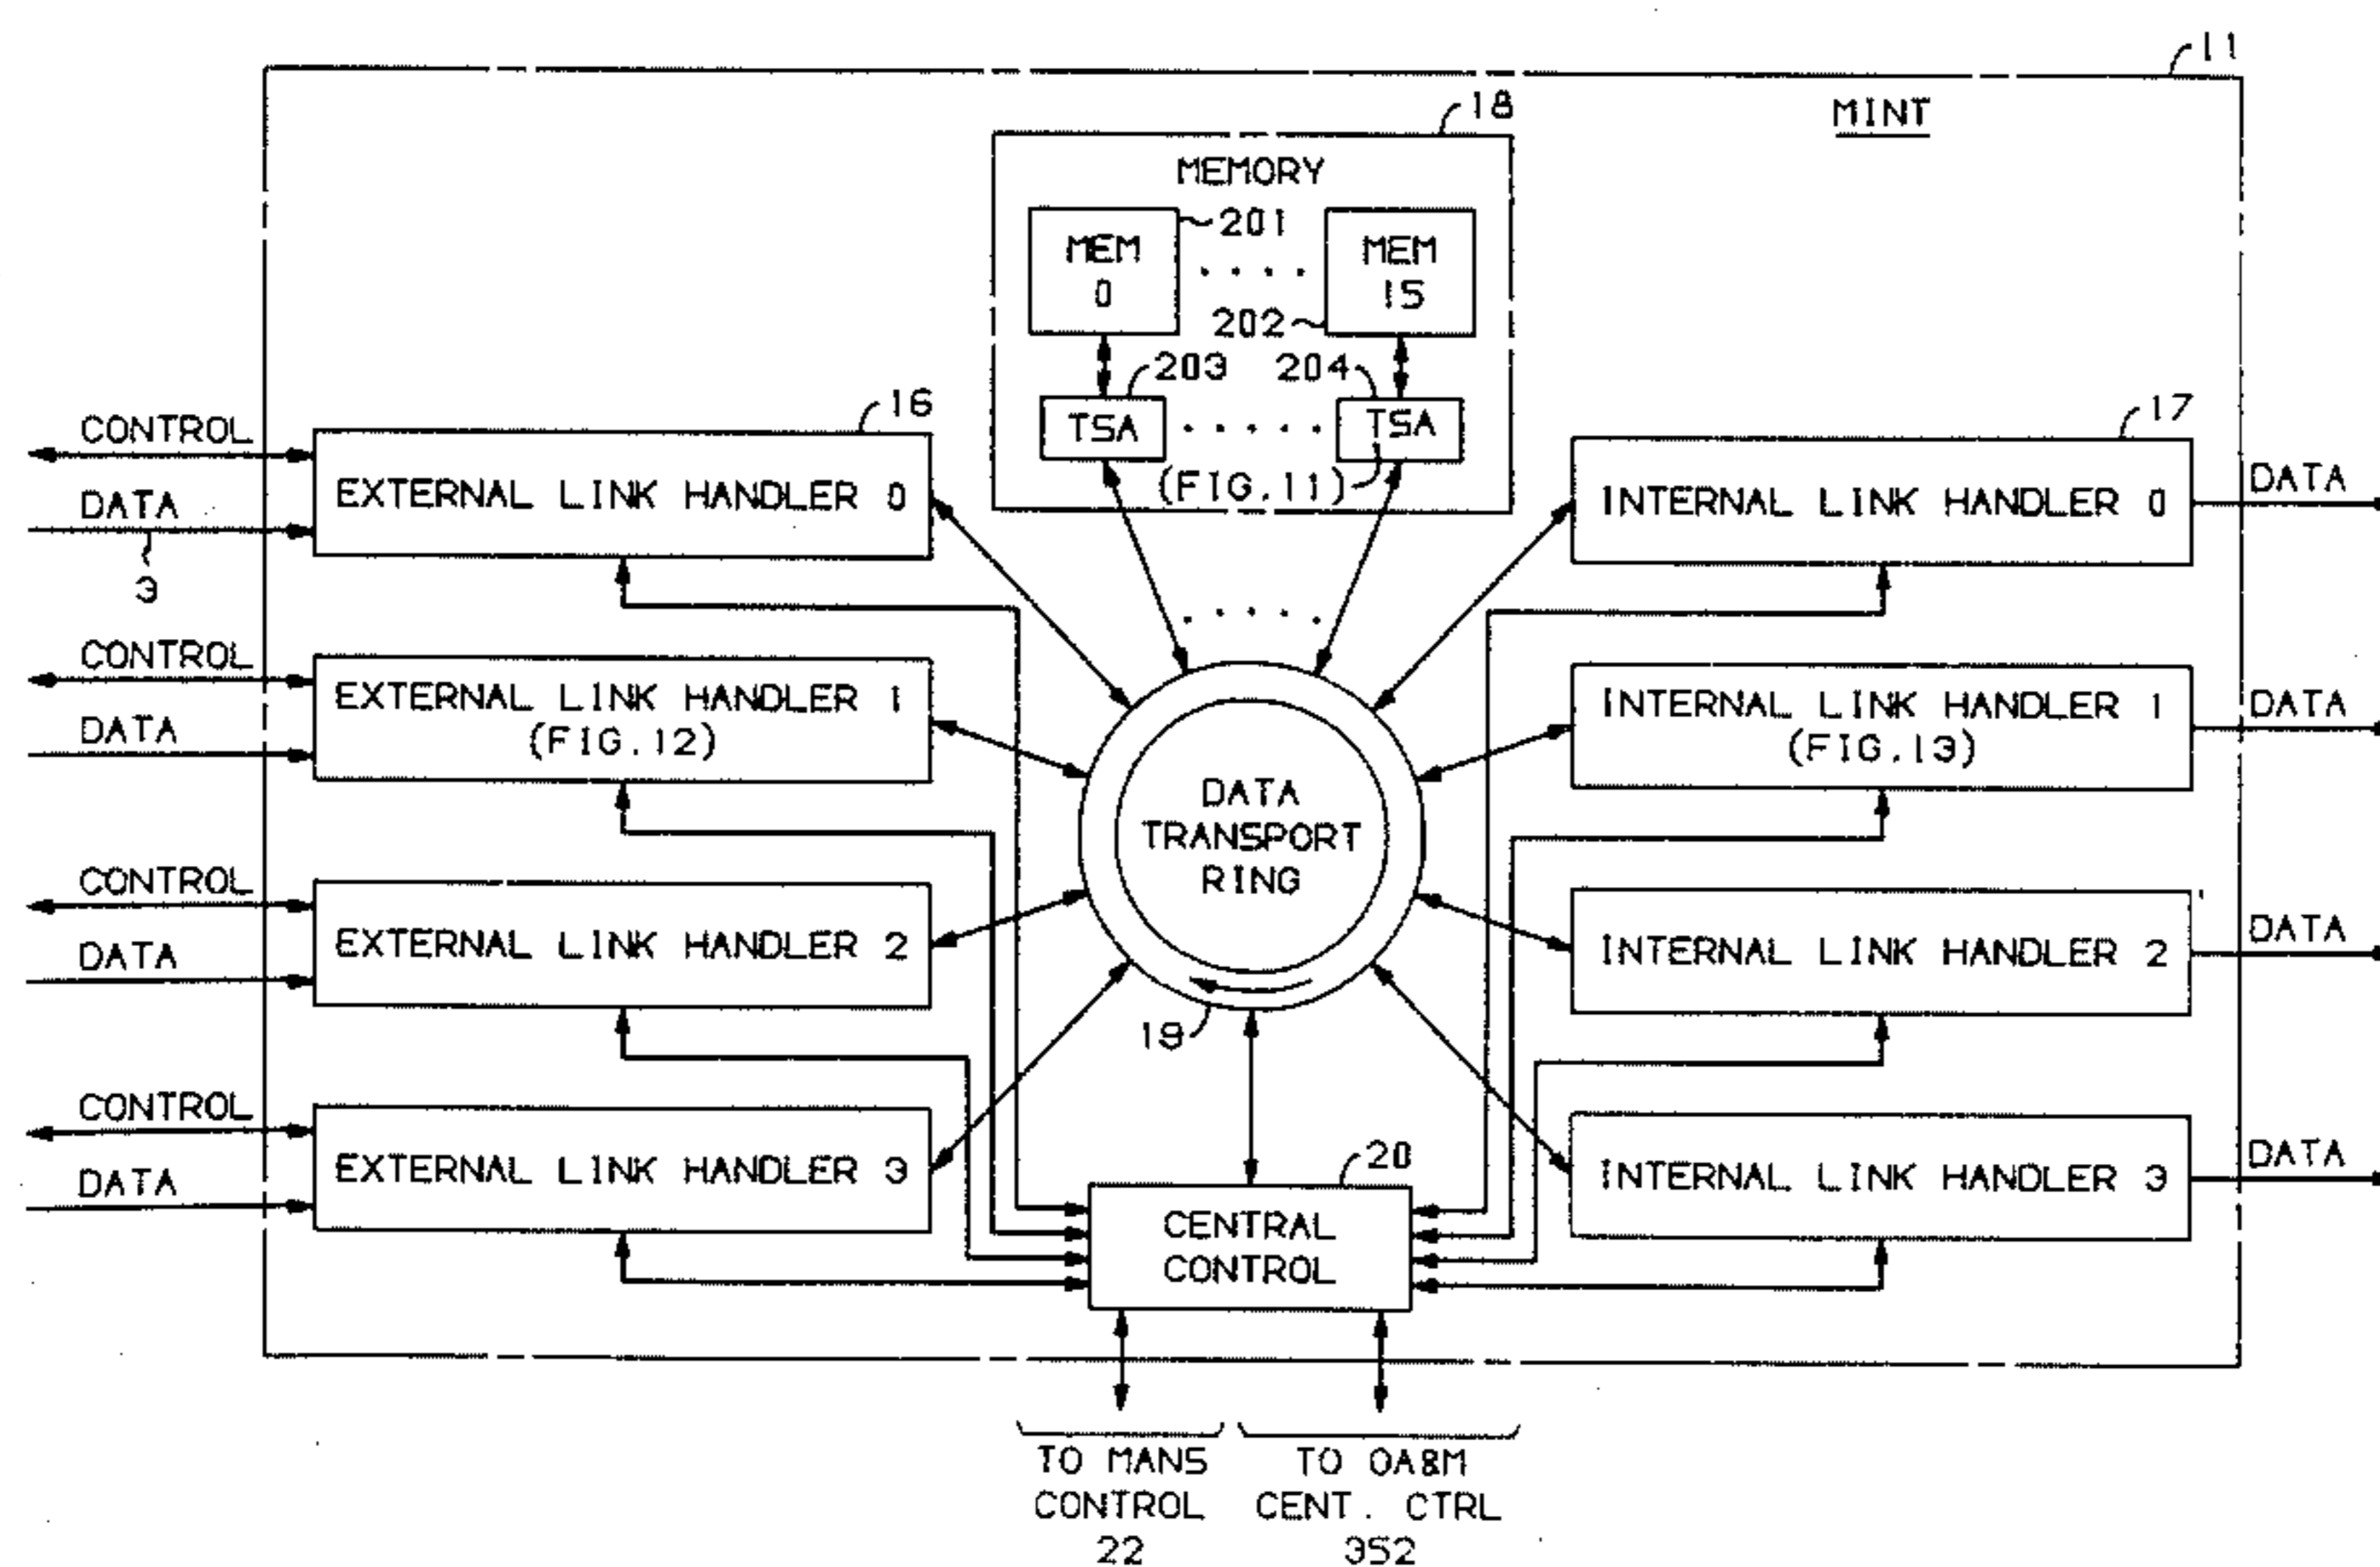 11
MINT
18
MEMORY
MEM
0
201
MEM
15
202
203
204
TSA
TSA
(FIG.11)
16
17
CONTROL
DATA
3
EXTERNAL LINK HANDLER 0
INTERNAL LINK HANDLER 0
DATA
CONTROL
DATA
EXTERNAL LINK HANDLER 1
(FIG.12)
INTERNAL LINK HANDLER 1
(FIG.13)
DATA
DATA
TRANSPORT
RING
19
CONTROL
DATA
EXTERNAL LINK HANDLER 2
INTERNAL LINK HANDLER 2
DATA
CONTROL
DATA
EXTERNAL LINK HANDLER 3
INTERNAL LINK HANDLER 3
DATA
20
CENTRAL
CONTROL
TO MANS
CONTROL
22
TO OA&M
CENT. CTRL
352